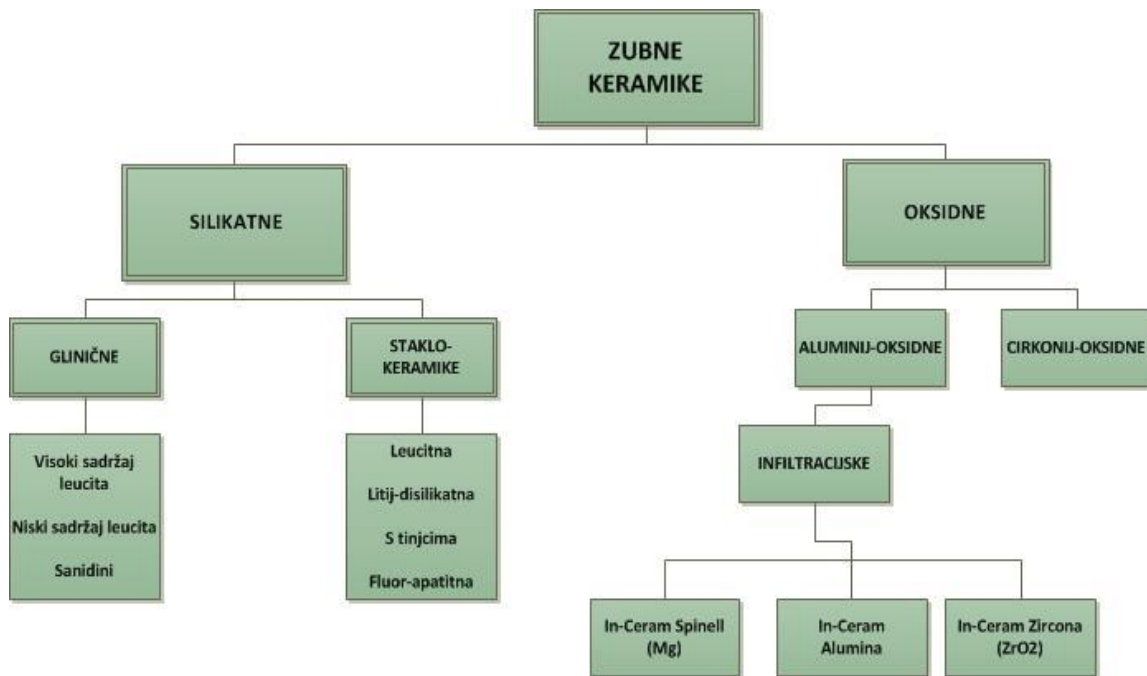 ZUBNE
KERAMIKE
SILIKATNE
OKSIDNE
GLINIČNE
STAKLO-
KERAMIKE
ALUMINIJ-OKSIDNE
CIRKONIJ-OKSIDNE
Visoki sadržaj
leucita
Niski sadržaj leucita
Sanidini
Leucitna
Litij-disilikatna
S tinjcima
Fluor-apatitna
INFILTRACIJSKE
In-Ceram Spinell
(Mg)
In-Ceram
Alumina
In-Ceram Zircona
(ZrO2)